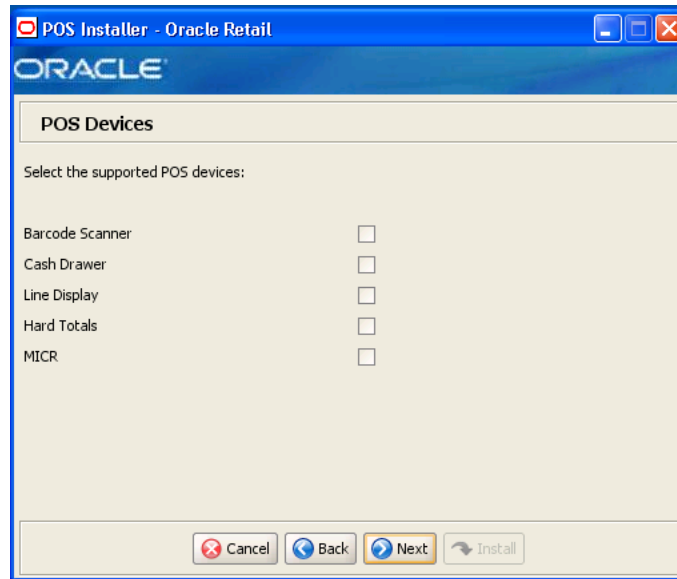 POS Installer - Oracle Retail
ORACLE
POS Devices
Select the supported POS devices:
Barcode Scanner
Cash Drawer
Line Display
Hard Totals
MICR
Cancel Back Next Install